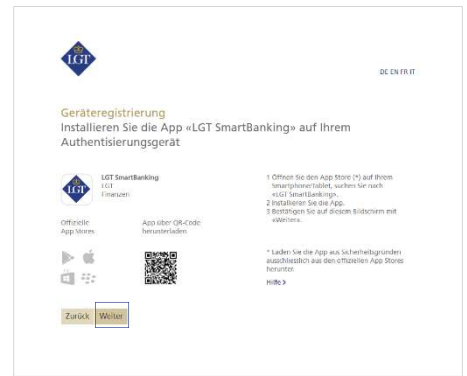 LGT
DE EN FR IT
Geräteregistrierung
Installieren Sie die App «LGT SmartBanking» auf Ihrem
Authentisierungsgerät
LGT
LGT SmartBanking
LGT
Finanzen
Offizielle
App Stores
App über QR-Code
herunterladen
1 Öffnen Sie den App Store (*) auf Ihrem
Smartphone/Tablet, suchen Sie nach
«LGT SmartBanking».
2 Installieren Sie die App.
3 Bestätigen Sie auf diesem Bildschirm mit
«Weiter».
* Laden Sie die App aus Sicherheitsgründen
ausschliesslich aus den offiziellen App Stores
herunter.
Hilfe >
Zurück Weiter